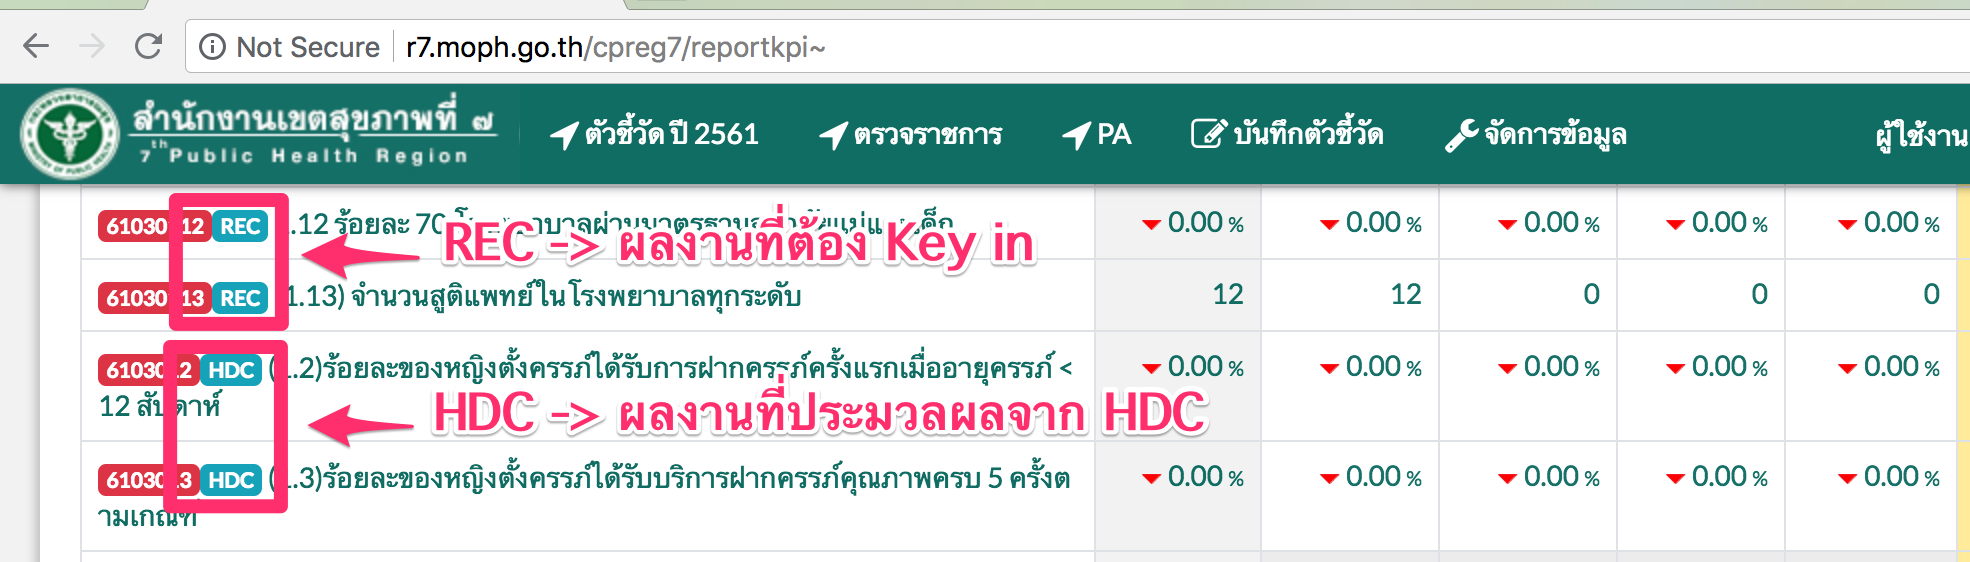 Not Secure r7.moph.go.th/cpreg7/reportkpi~
สำนักงานเขตสุขภาพที่ ๗
7th Public Health Region
ตัวชี้วัด ปี 2561 ตรวจราชการ PA บันทึกตัวชี้วัด จัดการข้อมูล ผู้ใช้งาน
REC .12 ร้อยละ 70 0.00 % 0.00 % 0.00 % 0.00 % 0.00 %
REC -> ผลงานที่ต้อง Key in
REC 1.13) จำนวนสูติแพทย์ในโรงพยาบาลทุกระดับ 12 12 0 0 0
HDC .2)ร้อยละของหญิงตั้งครรภ์ได้รับการฝากครรภ์ครั้งแรกเมื่ออายุครรภ์ < 0.00 % 0.00 % 0.00 % 0.00 % 0.00 %
12 สัปดาห์
HDC -> ผลงานที่ประมวลผลจาก HDC
HDC .3)ร้อยละของหญิงตั้งครรภ์ได้รับบริการฝากครรภ์คุณภาพครบ 5 ครั้งต 0.00 % 0.00 % 0.00 % 0.00 % 0.00 %
ามเกณฑ์